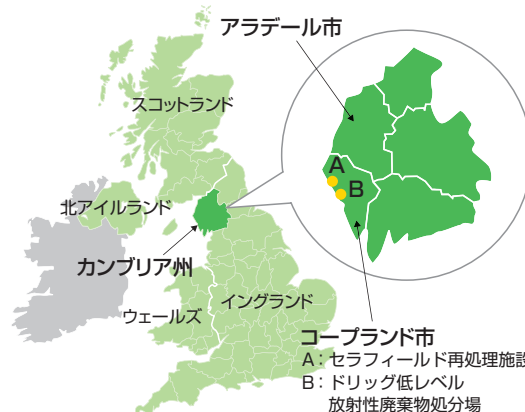 アラデール市
スコットランド
A
B
北アイルランド
カンブリア州
イングランド
ウェールズ
コープランド市
A：セラフィールド再処理施設
B：ドリッグ低レベル
放射性廃棄物処分場